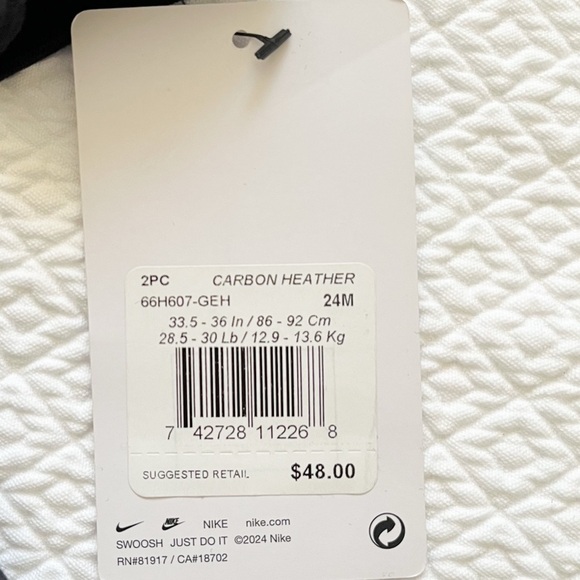 2PC CARBON HEATHER
66H607-GEH 24M
33.5 - 36 In / 86 - 92 Cm
28.5 - 30 Lb / 12.9 - 13.6 Kg
7 42728 11226 8
SUGGESTED RETAIL $48.00
NIKE NIKE nike.com
SWOOSH JUST DO IT ©2024 Nike
RN#81917 / CA#18702